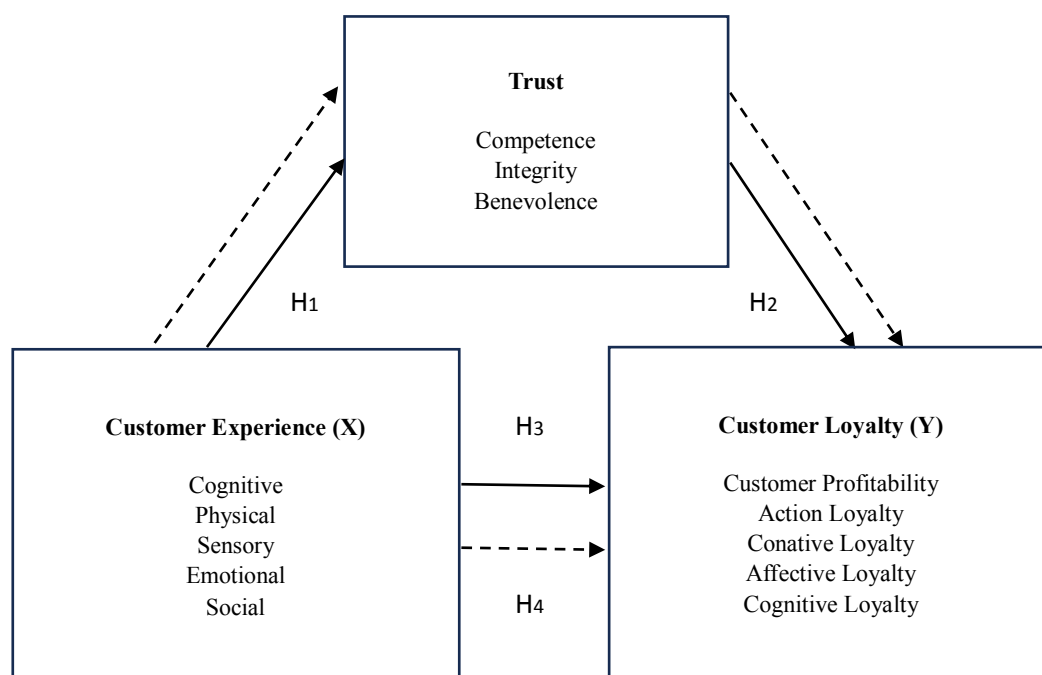 Trust
Competence
Integrity
Benevolence
H1
H2
Customer Experience (X)
Cognitive
Physical
Sensory
Emotional
Social
H3
H4
Customer Loyalty (Y)
Customer Profitability
Action Loyalty
Conative Loyalty
Affective Loyalty
Cognitive Loyalty